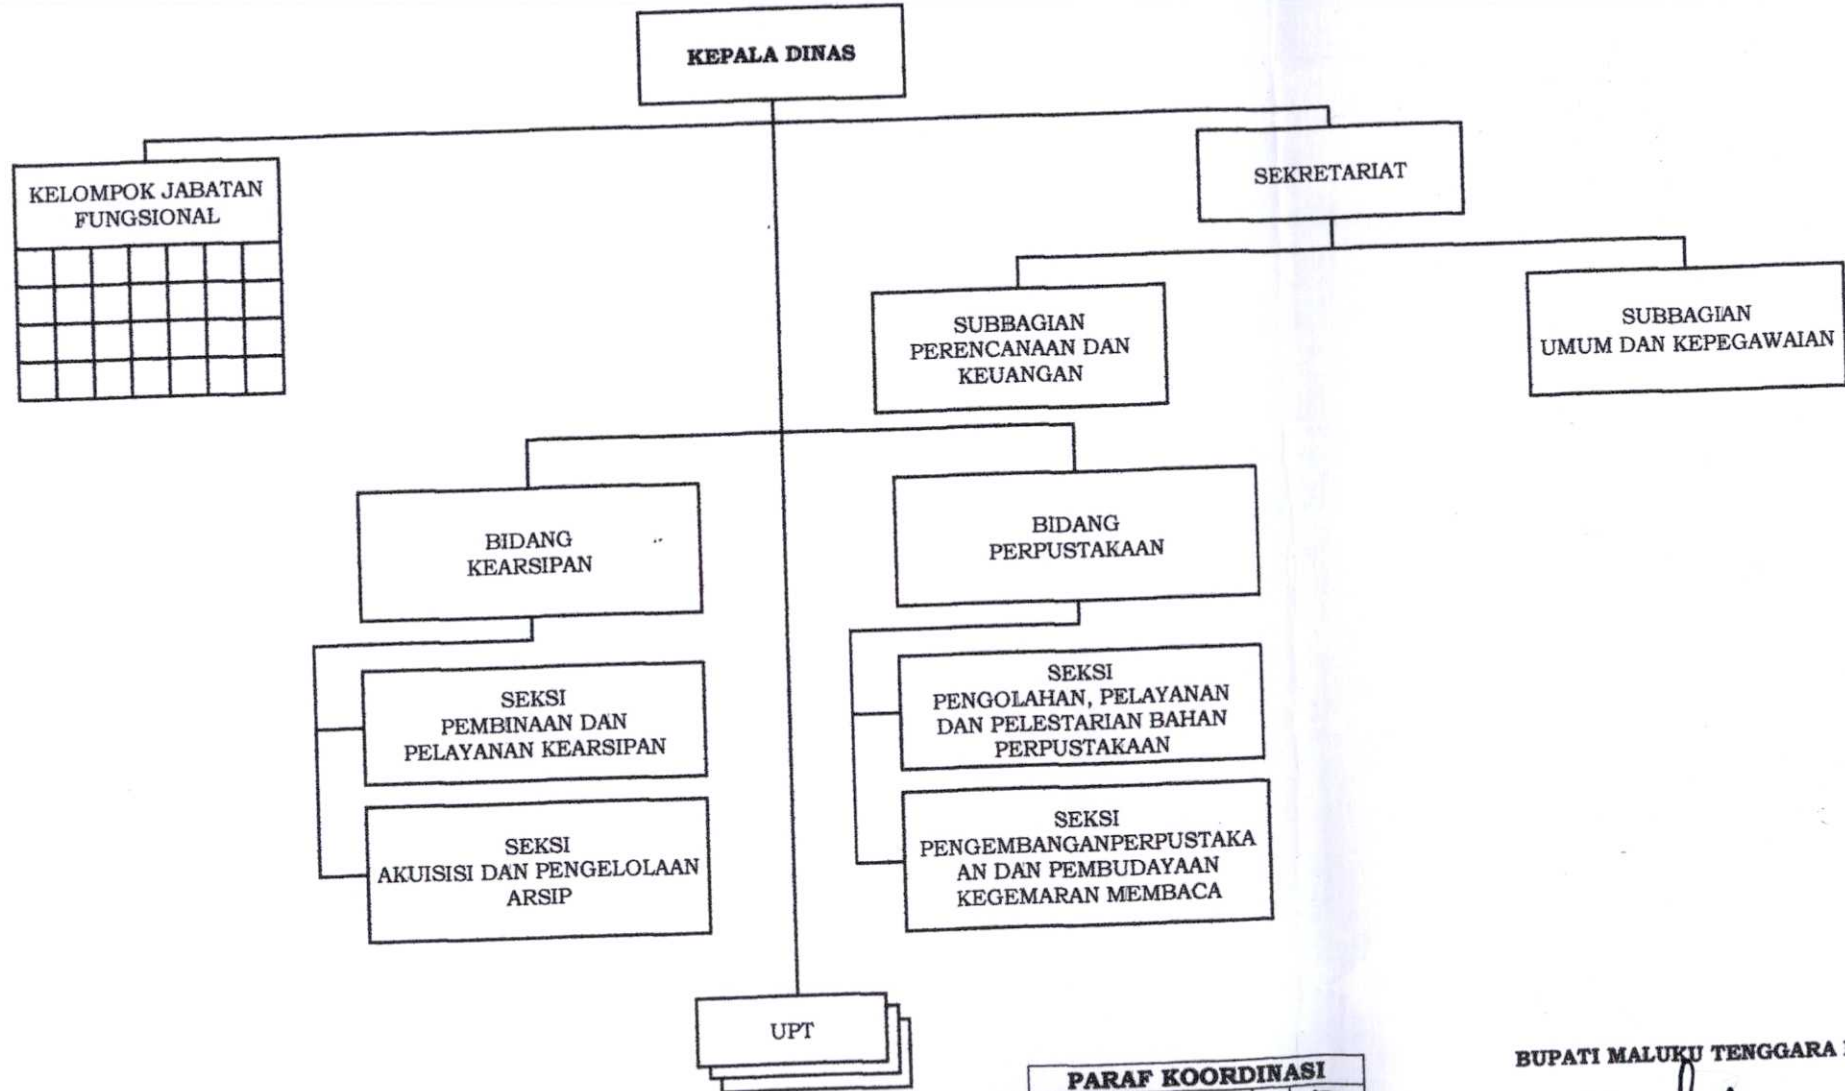 KEPALA DINAS
KELOMPOK JABATAN
FUNGSIONAL
SEKRETARIAT
SUBBAGIAN
PERENCANAAN DAN
KEUANGAN
SUBBAGIAN
UMUM DAN KEPEGAWAIAN
BIDANG
KEARSIPAN
BIDANG
PERPUSTAKAAN
SEKSI
PEMBINAAN DAN
PELAYANAN KEARSIPAN
SEKSI
AKUISISI DAN PENGELOLAAN
ARSIP
SEKSI
PENGOLAHAN, PELAYANAN
DAN PELESTARIAN BAHAN
PERPUSTAKAAN
SEKSI
PENGEMBANGANPERPUSTAKA
AN DAN PEMBUDAYAAN
KEGEMARAN MEMBACA
UPT
PARAF KOORDINASI
BUPATI MALUKU TENGGARA